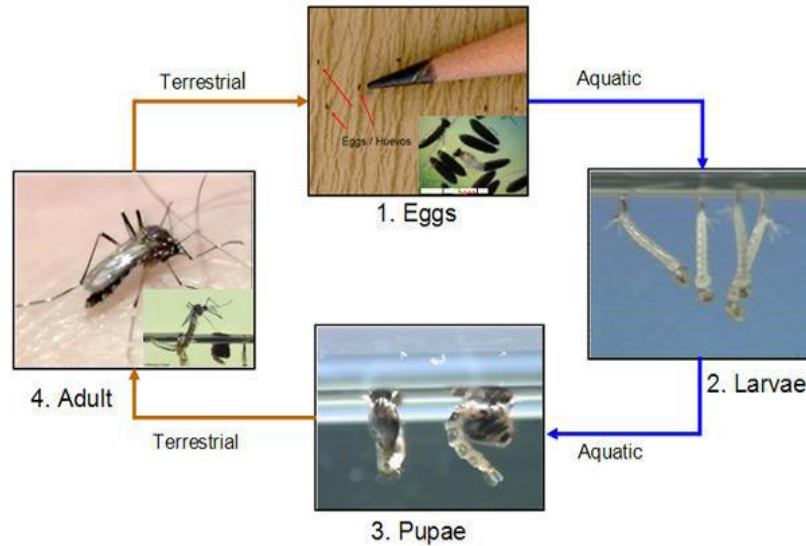 Terrestrial
Aquatic
Eggs / Huevos
1. Eggs
4. Adult
2. Larvae
Terrestrial
Aquatic
3. Pupae